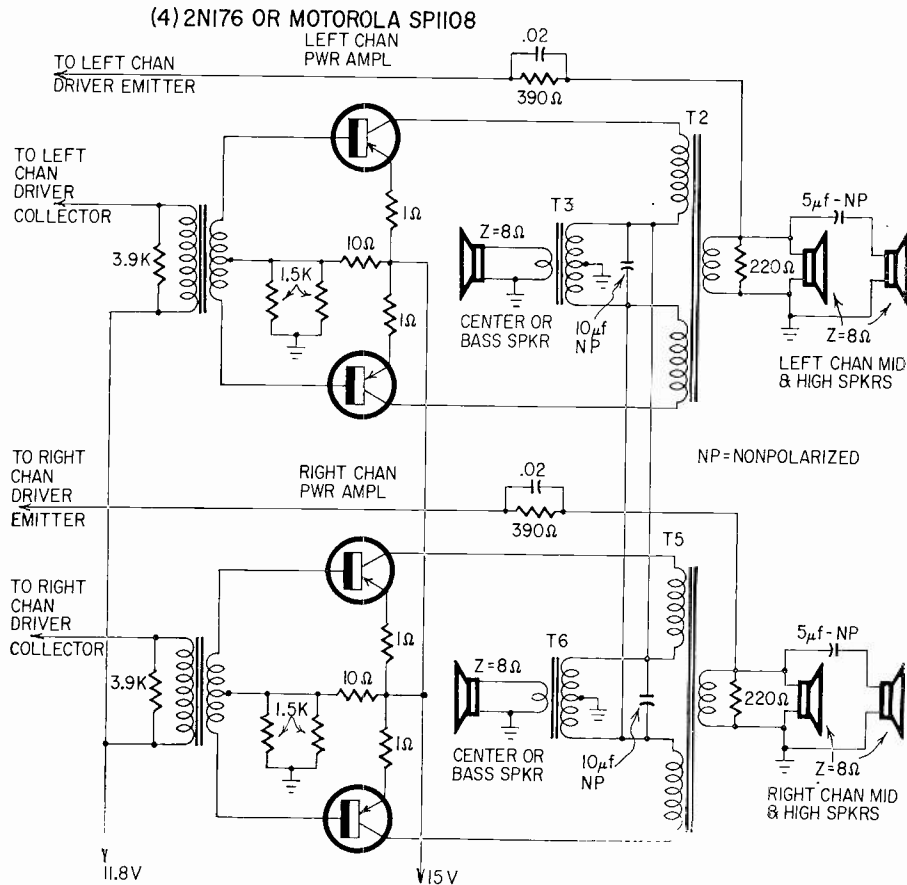 (4) 2N176 OR MOTOROLA SP1108
LEFT CHAN
PWR AMPL
.02
390Ω
TO LEFT CHAN
DRIVER EMITTER
T2
TO LEFT
CHAN
DRIVER
COLLECTOR
3.9K
1.5K
10Ω
1Ω
1Ω
Z=8Ω
T3
CENTER OR
BASS SPKR
10µf
NP
5µf-NP
220Ω
Z=8Ω
LEFT CHAN MID
& HIGH SPKRS
NP=NONPOLARIZED
TO RIGHT
CHAN
DRIVER
EMITTER
RIGHT CHAN
PWR AMPL
.02
390Ω
T5
TO RIGHT
CHAN
DRIVER
COLLECTOR
3.9K
1.5K
10Ω
1Ω
1Ω
Z=8Ω
T6
CENTER OR
BASS SPKR
10µf
NP
5µf-NP
220Ω
Z=8Ω
RIGHT CHAN MID
& HIGH SPKRS
11.8V
15V